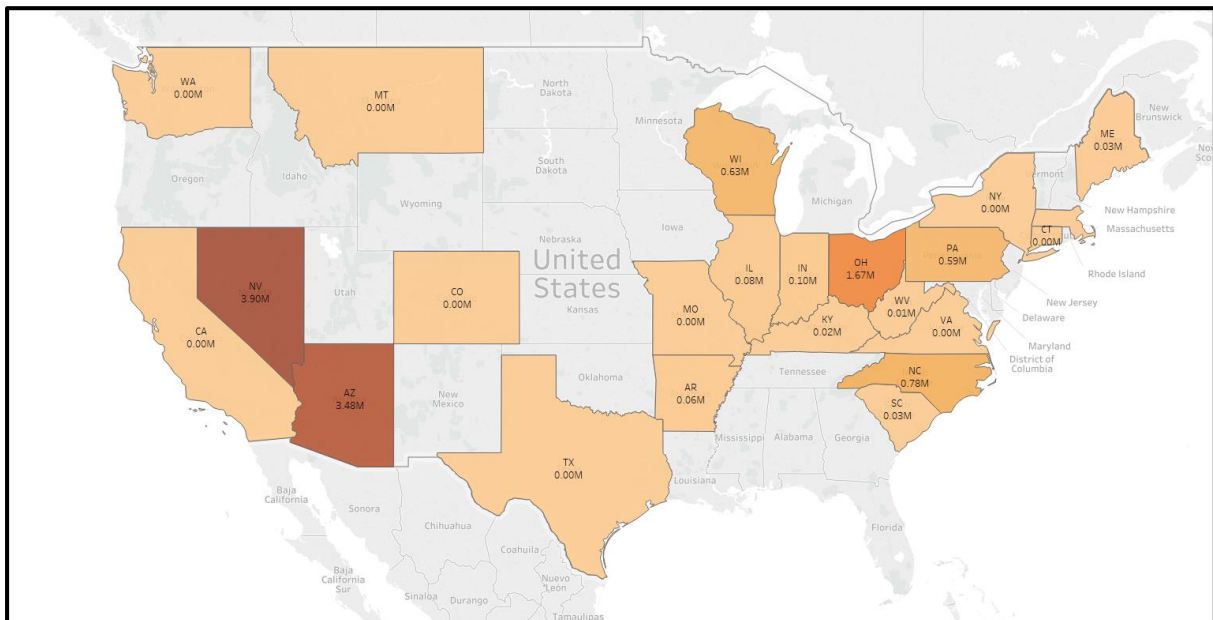 WA
0.00M
MT
0.00M
North
Dakota
Minnesota
ME
0.03M
New
Brunswick
Oregon
Idaho
South
Dakota
WI
0.63M
Michigan
Vermont
NY
0.00M
New Hampshire
Massachusetts
Wyoming
Iowa
CT
0.00M
Rhode Island
Nebraska
United
States
NV
3.90M
Utah
CO
0.00M
IL
0.08M
IN
0.10M
OH
1.67M
PA
0.59M
New Jersey
Delaware
Maryland
District of
Columbia
CA
0.00M
Kansas
MO
0.00M
KY
0.02M
WV
0.01M
VA
0.00M
AZ
3.48M
New
Mexico
Oklahoma
AR
0.06M
Tennessee
NC
0.78M
SC
0.03M
Mississippi
Alabama
Georgia
TX
0.00M
Louisiana
Baja
California
Sonora
Chihuahua
Florida
Coahuila
Baja
California
Sur
Nuevo
León
Sinaloa
Durango
Tamaulipas